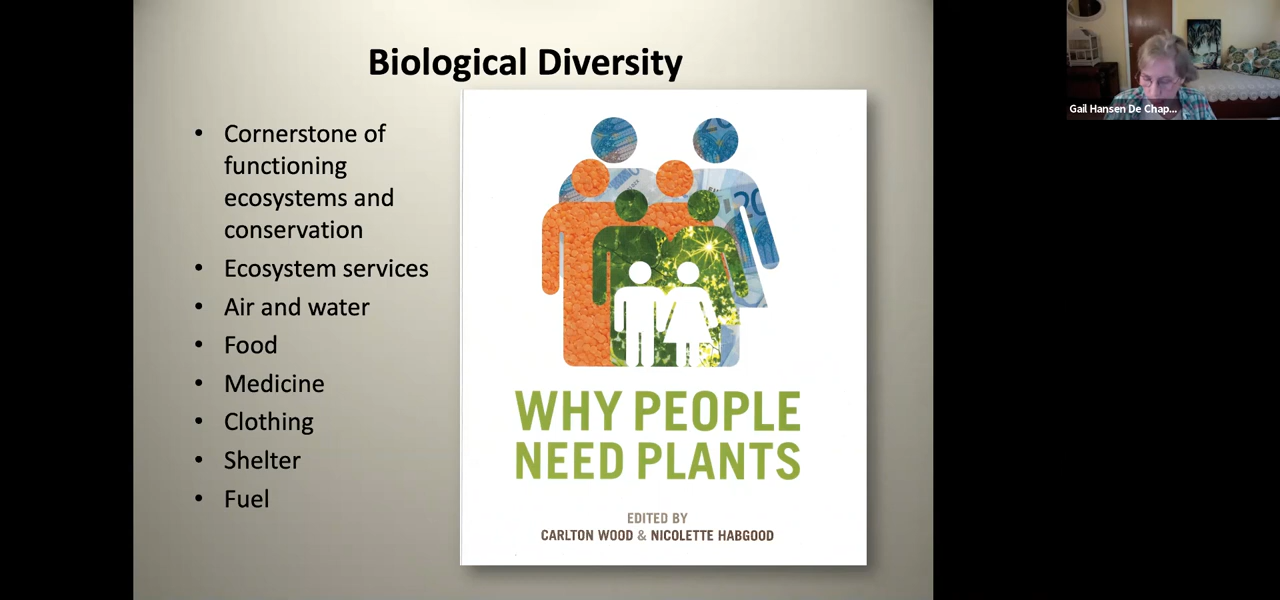 Biological Diversity
• Cornerstone of
functioning
ecosystems and
conservation
• Ecosystem services
• Air and water
• Food
• Medicine
• Clothing
• Shelter
• Fuel
20
WHY PEOPLE
NEED PLANTS
EDITED BY
CARLTON WOOD & NICOLETTE HABGOOD
Gail Hansen De Chap...